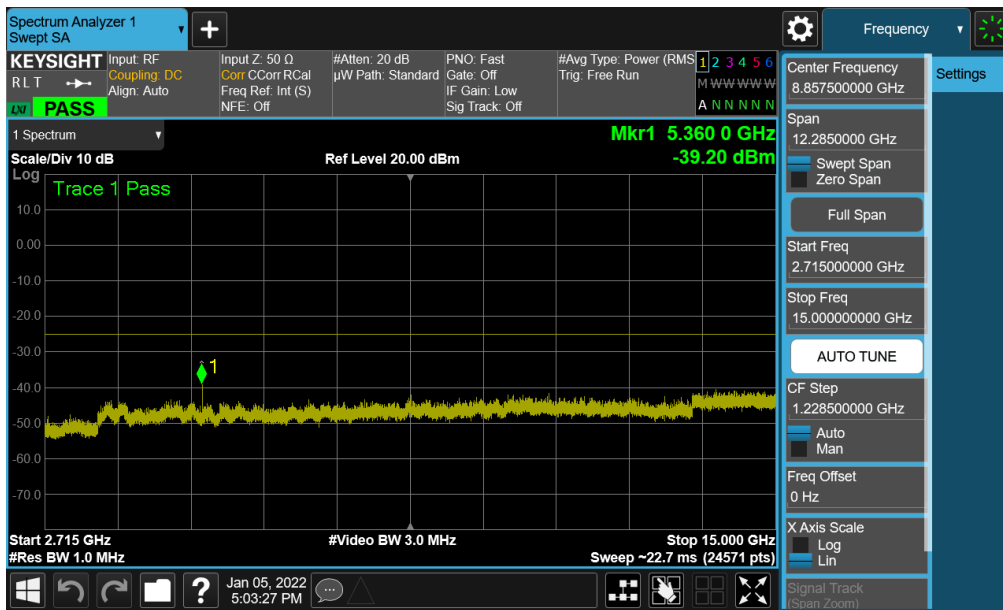 Spectrum Analyzer 1
Swept SA
Frequency
KEYSIGHT
RLT
LXI
PASS
Input: RF
Coupling: DC
Align: Auto
Input Z: 50 Ω
Corr CCorr RCal
Freq Ref: Int (S)
NFE: Off
#Atten: 20 dB
µW Path: Standard
PNO: Fast
Gate: Off
IF Gain: Low
Sig Track: Off
#Avg Type: Power (RMS
Trig: Free Run
1 2 3 4 5 6
M W W W W W
A N N N N N
1 Spectrum
Mkr1 5.360 0 GHz
Scale/Div 10 dB
Ref Level 20.00 dBm
-39.20 dBm
Log
Trace 1 Pass
10.0
0.00
-10.0
-20.0
-30.0
1
-40.0
-50.0
-60.0
-70.0
Start 2.715 GHz
#Video BW 3.0 MHz
Stop 15.000 GHz
#Res BW 1.0 MHz
Sweep ~22.7 ms (24571 pts)
Center Frequency
8.857500000 GHz
Span
12.2850000 GHz
Swept Span
Zero Span
Full Span
Start Freq
2.715000000 GHz
Stop Freq
15.000000000 GHz
AUTO TUNE
CF Step
1.228500000 GHz
Auto
Man
Freq Offset
0 Hz
X Axis Scale
Log
Lin
Signal Track
(Span Zoom)
Settings
?
Jan 05, 2022
5:03:27 PM